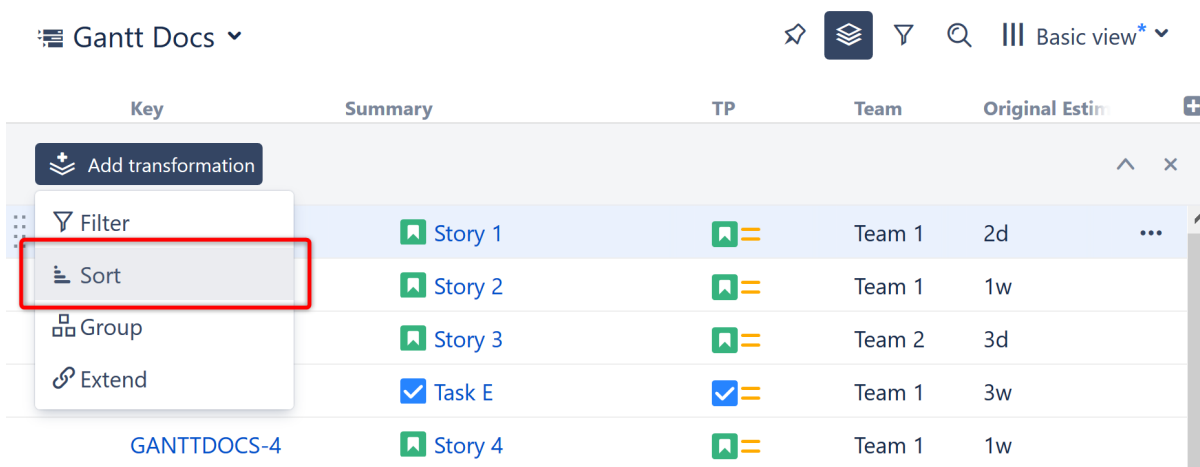 Gantt Docs
Basic view*
Key Summary TP Team Original Estim
Add transformation
Filter
Story 1 Team 1 2d
Sort
Story 2 Team 1 1w
Group
Story 3 Team 2 3d
Extend
Task E Team 1 3w
GANTTDOCS-4 Story 4 Team 1 1w